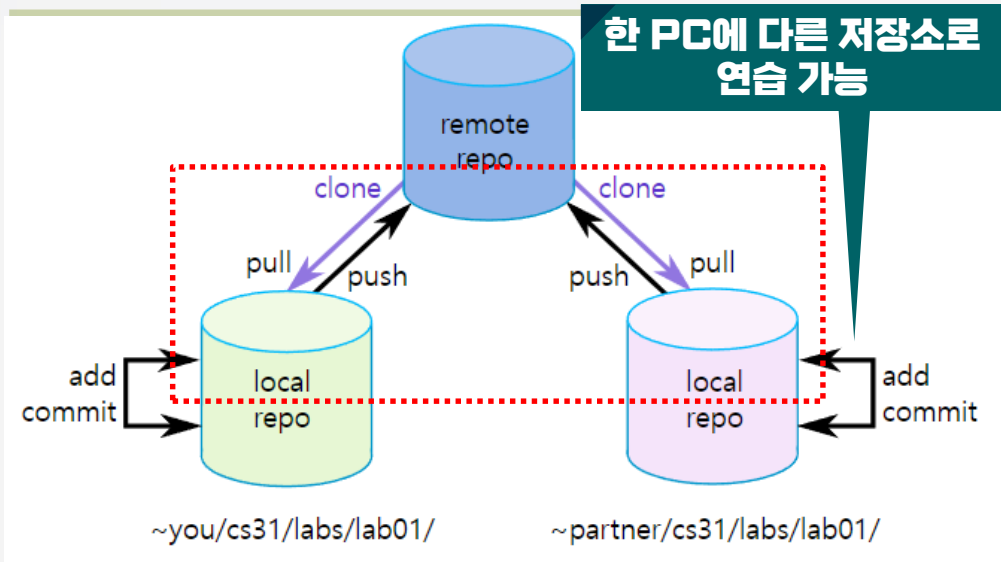 한 PC에 다른 저장소로
연습 가능
remote
repo
clone
clone
pull
push
push
pull
add
commit
local
repo
local
repo
add
commit
~you/cs31/labs/lab01/
~partner/cs31/labs/lab01/